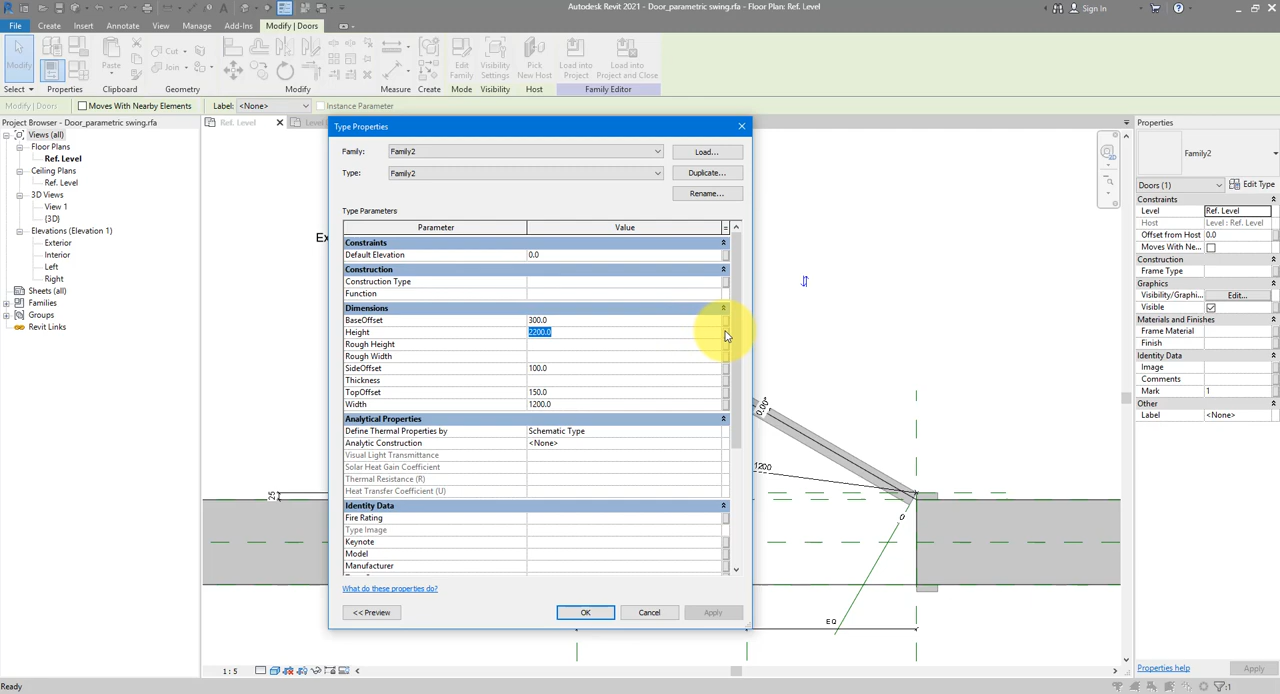 Autodesk Revit 2021 - Door_parametric swing.rfa - Floor Plan: Ref. Level
Sign In
File Create Insert Annotate View Manage Add-Ins Modify | Doors
Modify
Paste
Cut
Join
Edit Family
Visibility Settings
Pick New Host
Load into Project
Load into Project and Close
Select Properties Clipboard Geometry Modify Measure Create Mode Visibility Host Family Editor
Modify | Doors
Moves With Nearby Elements
Label: <None>
Instance Parameter
Project Browser - Door_parametric swing.rfa
Views (all)
Floor Plans
Ref. Level
Ceiling Plans
Ref. Level
3D Views
View 1
{3D}
Elevations (Elevation 1)
Exterior
Interior
Left
Right
Sheets (all)
Families
Groups
Revit Links
Ref. Level
Ex
25
Type Properties
Family: Family2 Load...
Type: Family2 Duplicate...
Rename...
Type Parameters
Parameter Value =
Constraints
Default Elevation 0.0
Construction
Construction Type
Function
Dimensions
BaseOffset 300.0
Height 2200.0
Rough Height
Rough Width
SideOffset 100.0
Thickness
TopOffset 150.0
Width 1200.0
Analytical Properties
Define Thermal Properties by Schematic Type
Analytic Construction <None>
Visual Light Transmittance
Solar Heat Gain Coefficient
Thermal Resistance (R)
Heat Transfer Coefficient (U)
Identity Data
Fire Rating
Type Image
Keynote
Model
Manufacturer
What do these properties do?
<< Preview OK Cancel Apply
0.00°
1200
0
EQ
Properties
Family2
Doors (1) Edit Type
Constraints
Level Ref. Level
Host Level : Ref. Level
Offset from Host 0.0
Moves With Ne...
Construction
Frame Type
Graphics
Visibility/Graphi... Edit...
Visible
Materials and Finishes
Frame Material
Finish
Identity Data
Image
Comments
Mark 1
Other
Label <None>
Properties help Apply
1 : 5
Ready
:1